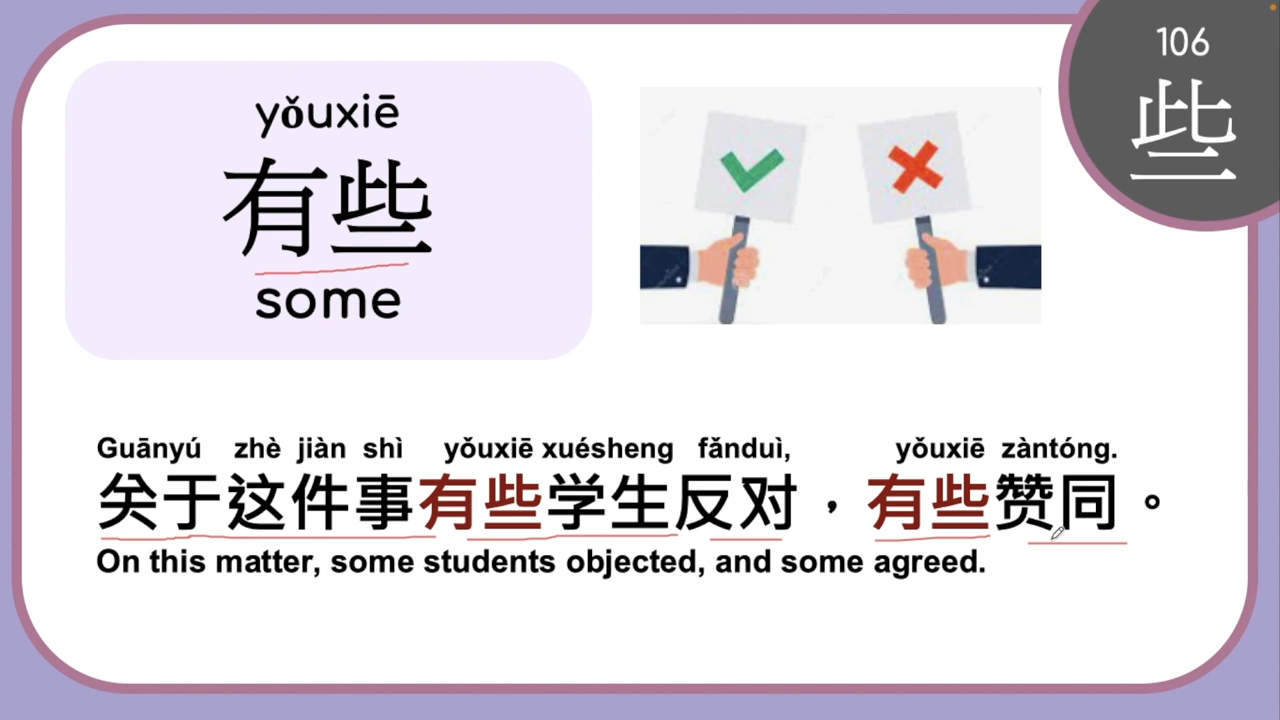 106
些
yǒuxiē
有些
some
Guānyú zhè jiàn shì yǒuxiē xuésheng fǎnduì, yǒuxiē zàntóng.
关于这件事有些学生反对，有些赞同。
On this matter, some students objected, and some agreed.